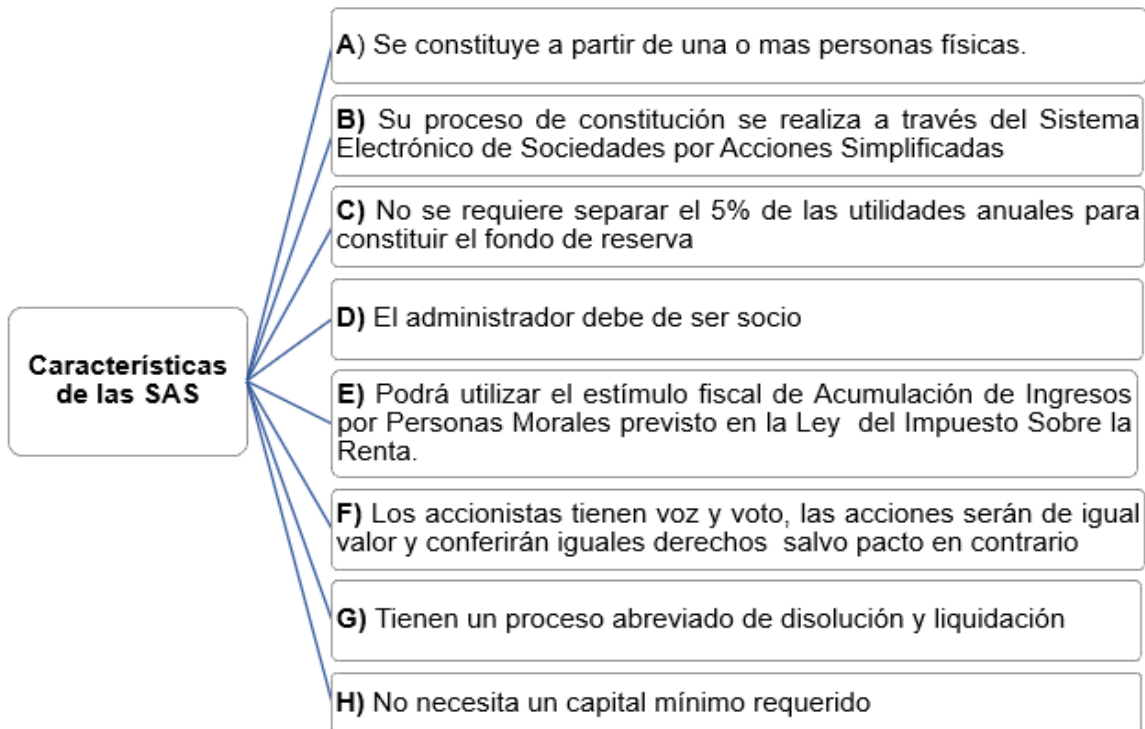 Características
de las SAS
A) Se constituye a partir de una o mas personas físicas.
B) Su proceso de constitución se realiza a través del Sistema
Electrónico de Sociedades por Acciones Simplificadas
C) No se requiere separar el 5% de las utilidades anuales para
constituir el fondo de reserva
D) El administrador debe de ser socio
E) Podrá utilizar el estímulo fiscal de Acumulación de Ingresos
por Personas Morales previsto en la Ley del Impuesto Sobre la
Renta.
F) Los accionistas tienen voz y voto, las acciones serán de igual
valor y conferirán iguales derechos salvo pacto en contrario
G) Tienen un proceso abreviado de disolución y liquidación
H) No necesita un capital mínimo requerido